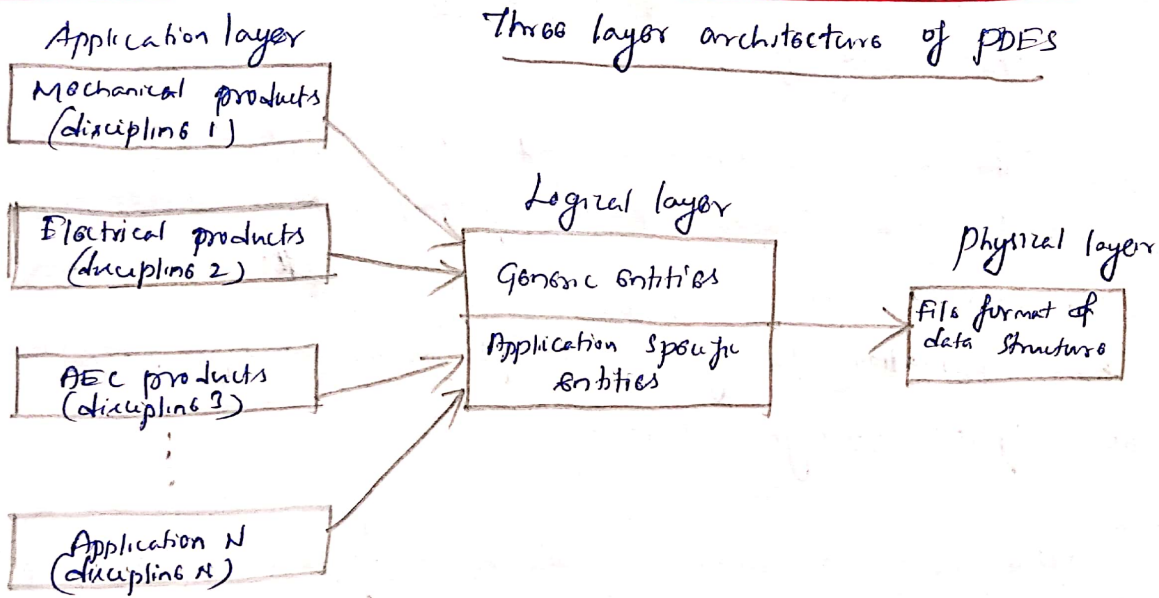 Application layer
Three layer architecture of PDES
Mechanical products
(discipline 1)
Electrical products
(discipline 2)
AEC products
(discipline 3)
Application N
(discipline N)
Logical layer
Generic entities
Application Specific
entities
Physical layer
File format of
data Structure